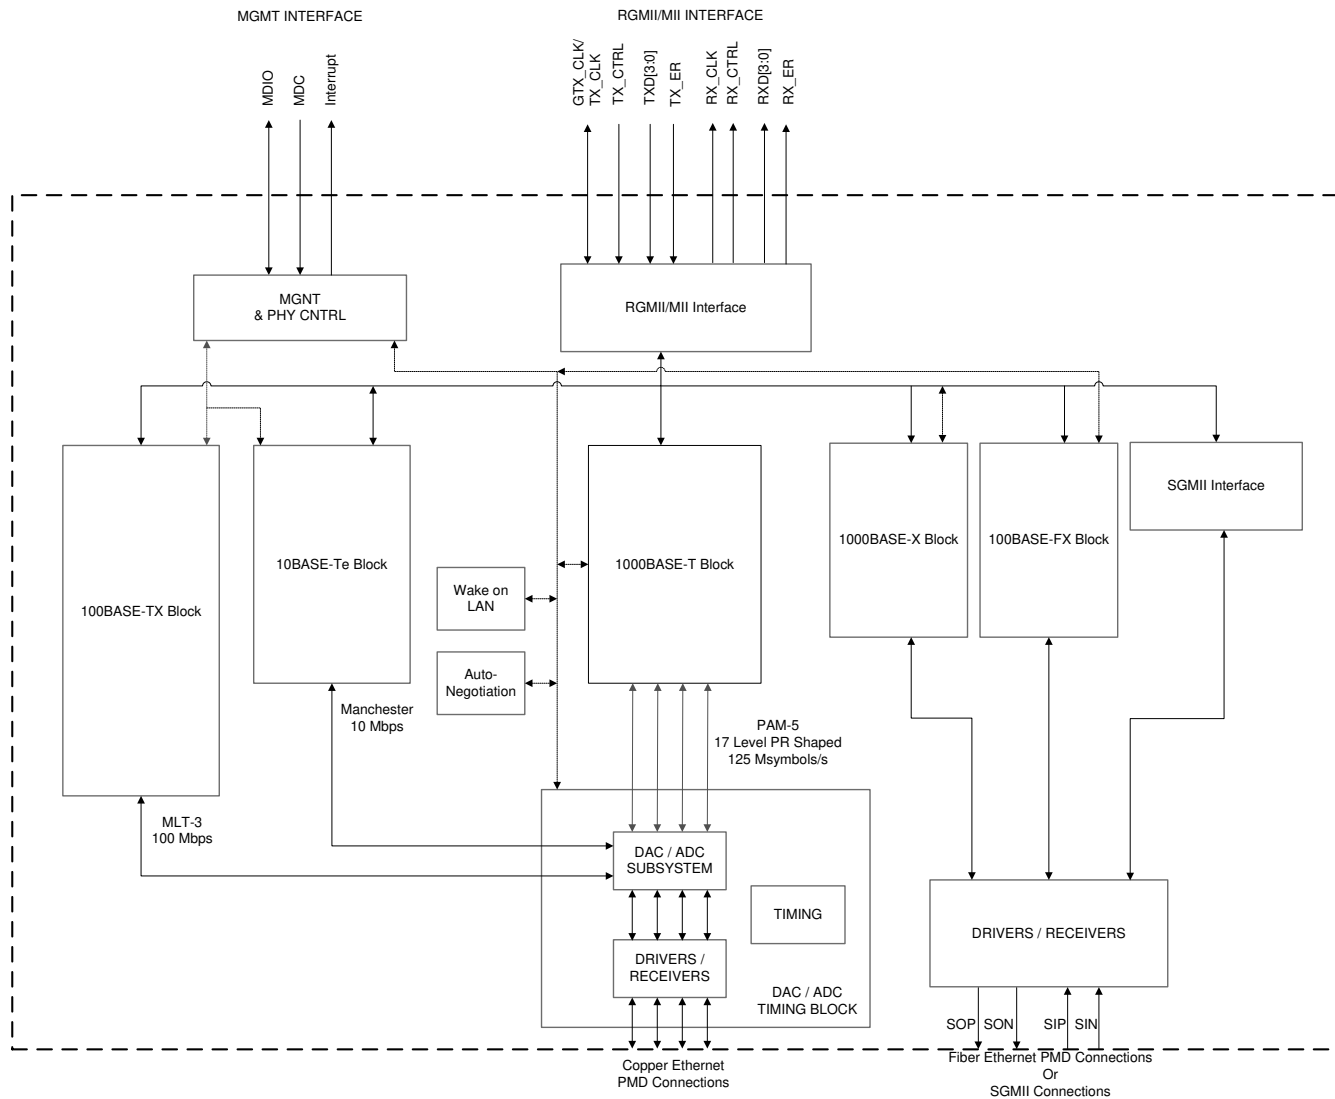 MGMT INTERFACE
RGMII/MII INTERFACE
MDIO
MDC
Interrupt
GTX_CLK/
TX_CLK
TX_CTRL
TXD[3:0]
TX_ER
RX_CLK
RX_CTRL
RXD[3:0]
RX_ER
MGNT
& PHY CNTRL
RGMII/MII Interface
100BASE-TX Block
10BASE-Te Block
1000BASE-T Block
1000BASE-X Block
100BASE-FX Block
SGMII Interface
Wake on
LAN
Auto-
Negotiation
Manchester
10 Mbps
PAM-5
17 Level PR Shaped
125 Msymbols/s
MLT-3
100 Mbps
DAC / ADC
SUBSYSTEM
TIMING
DRIVERS /
RECEIVERS
DAC / ADC
TIMING BLOCK
DRIVERS / RECEIVERS
SOP
SON
SIP
SIN
Copper Ethernet
PMD Connections
Fiber Ethernet PMD Connections
Or
SGMII Connections